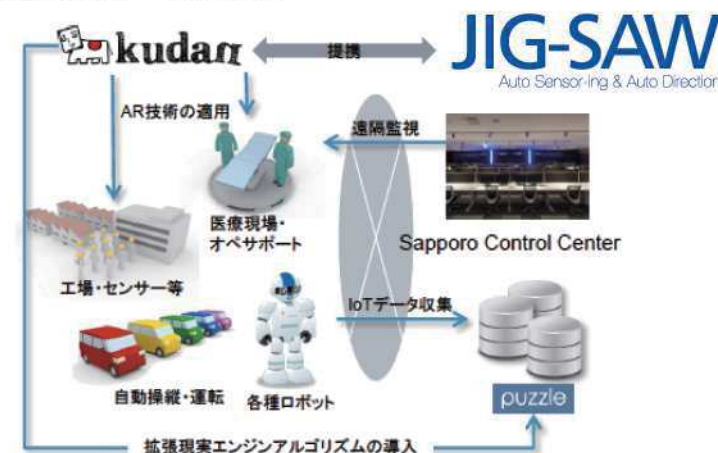 kudan
提携
JIG-SAW
Auto Sensor-ing & Auto Direction
AR技術の適用
遠隔監視
医療現場・
オペサポート
Sapporo Control Center
工場・センサー等
IoTデータ収集
自動操縦・運転
各種ロボット
puzzle
拡張現実エンジンアルゴリズムの導入